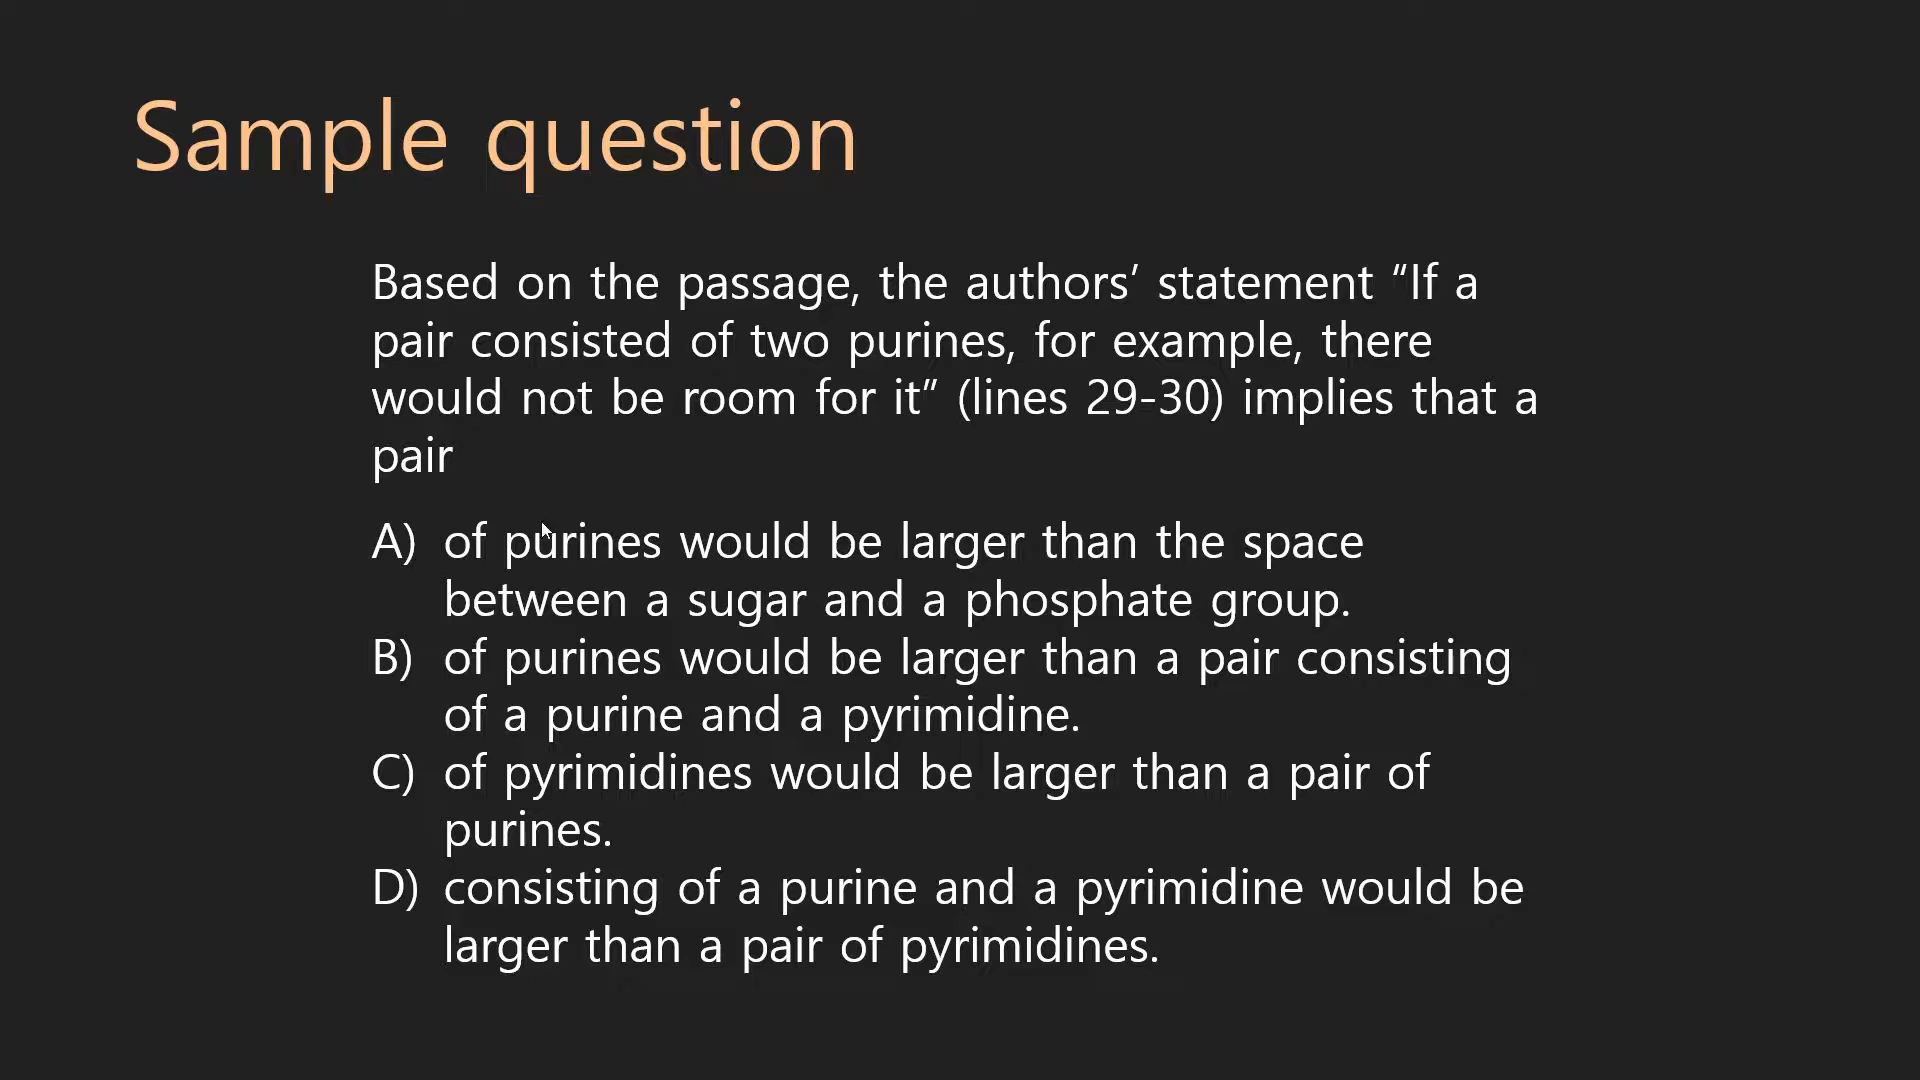 Sample question
Based on the passage, the authors’ statement “If a
pair consisted of two purines, for example, there
would not be room for it” (lines 29-30) implies that a
pair
A) of purines would be larger than the space
between a sugar and a phosphate group.
B) of purines would be larger than a pair consisting
of a purine and a pyrimidine.
C) of pyrimidines would be larger than a pair of
purines.
D) consisting of a purine and a pyrimidine would be
larger than a pair of pyrimidines.